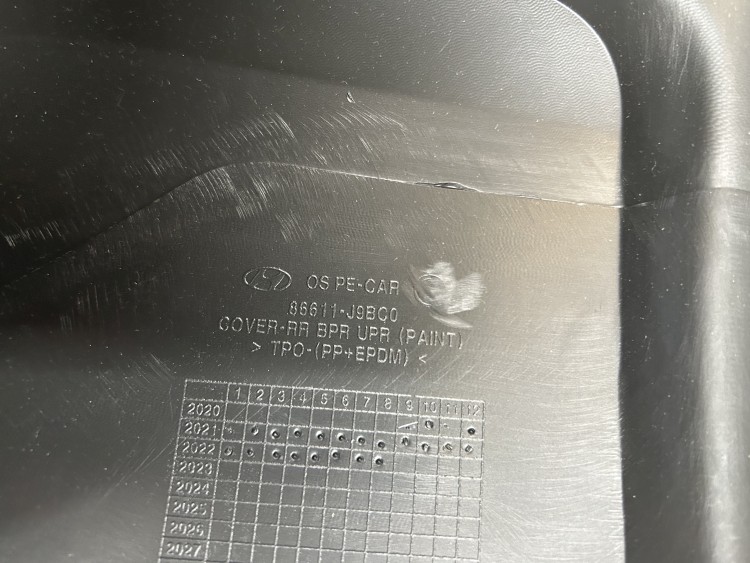 OS PE-CAR
86611-J9BC0
COVER-RR BPR UPR (PAINT)
> TPO-(PP+EPDM) <
1 2 3 4 5 6 7 8 9 10 11 12
2020
2021
2022
2023
2024
2025
2026
2027